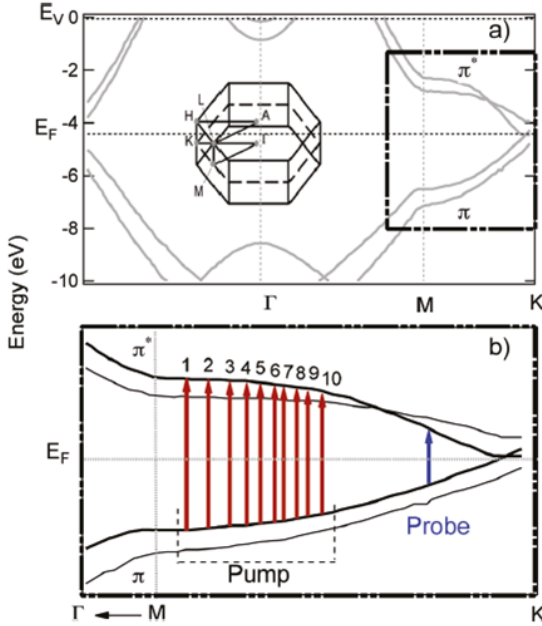 E_V 0
a)
π*
-2
L
H
A
-4
E_F
K
Γ
-6
M
π
-8
-10
Energy (eV)
Γ
M
K
b)
π*
1 2 3 4 5 6 7 8 9 10
E_F
Probe
π
Pump
Γ ← M
K